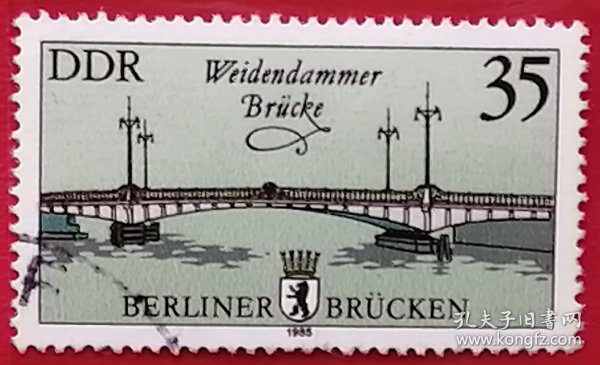 DDR
Weidendammer
Brücke
35
BERLINER BRÜCKEN
1985
孔夫子旧书网
www.kongfz.com